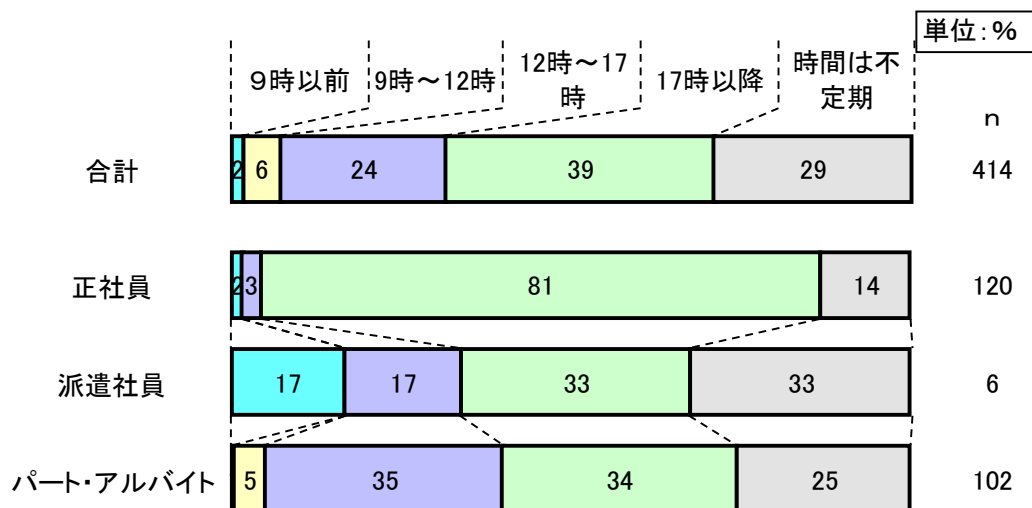 単位：％
９時以前
9時～12時
12時～17
時
17時以降
時間は不
定期
ｎ
合計
2
6
24
39
29
414
正社員
2
3
81
14
120
派遣社員
17
17
33
33
6
パート・アルバイト
5
35
34
25
102